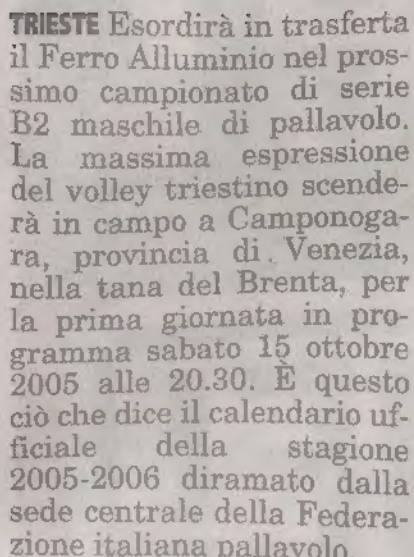 TRIESTE Esordirà in trasferta
il Ferro Alluminio nel pros-
simo campionato di serie
B2 maschile di pallavolo.
La massima espressione
del volley triestino scende-
rà in campo a Camponoga-
ra, provincia di Venezia,
nella tana del Brenta, per
la prima giornata in pro-
gramma sabato 15 ottobre
2005 alle 20.30. È questo
ciò che dice il calendario uf-
ficiale della stagione
2005-2006 diramato dalla
sede centrale della Federa-
zione italiana pallavolo.